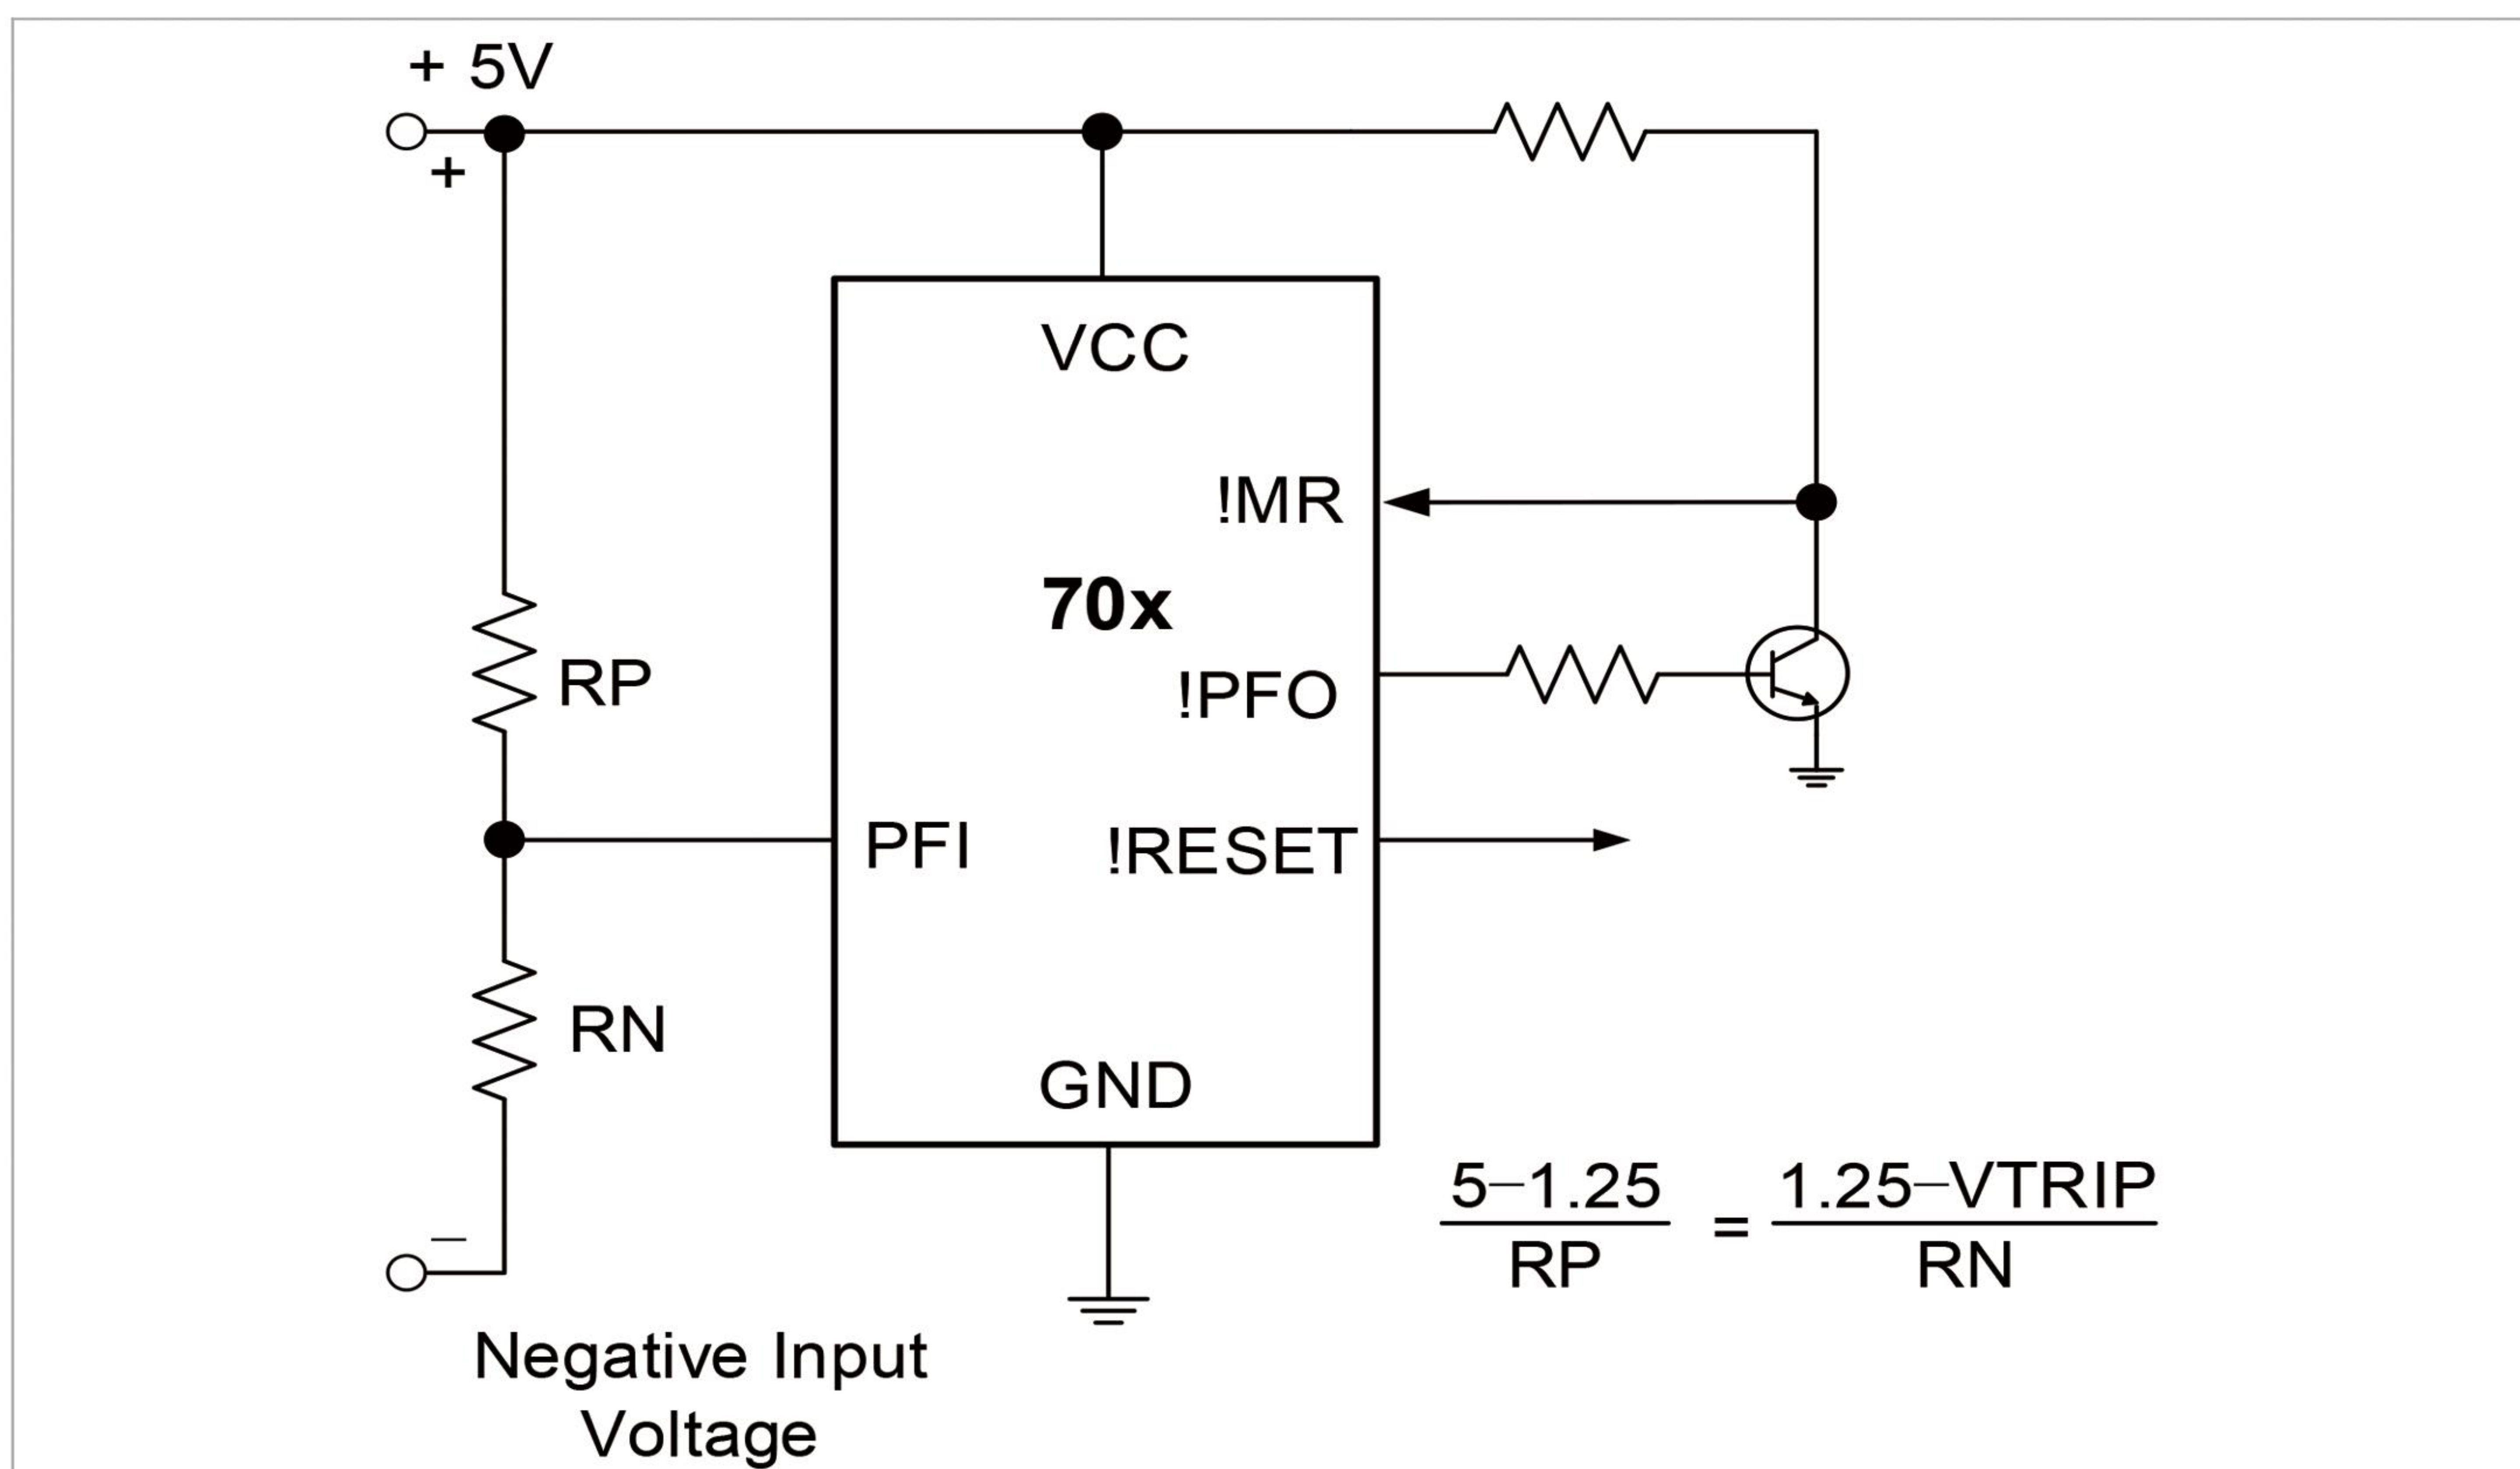 + 5V
+
VCC
!MR
70x
RP
!PFO
PFI
!RESET
RN
GND
–
5–1.25 = 1.25–VTRIP
RP RN
Negative Input
Voltage